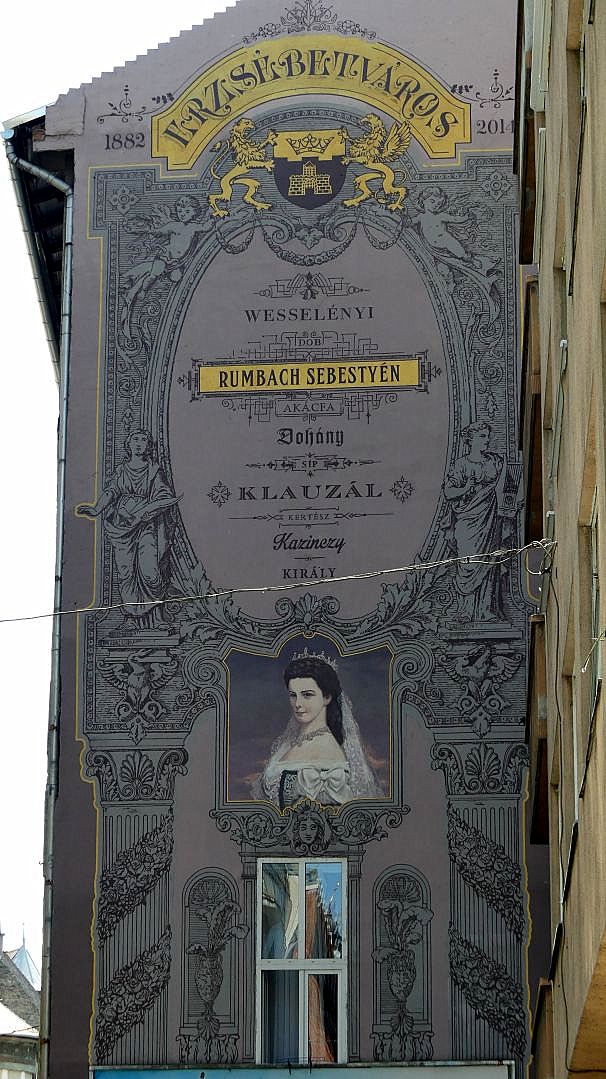 ERZSÉBETVÁROS
1882
2014
WESSELÉNYI
DOB
RUMBACH SEBESTYÉN
AKÁCFA
Dohány
SÍP
KLAUZÁL
KERTÉSZ
Kazinczy
KIRÁLY